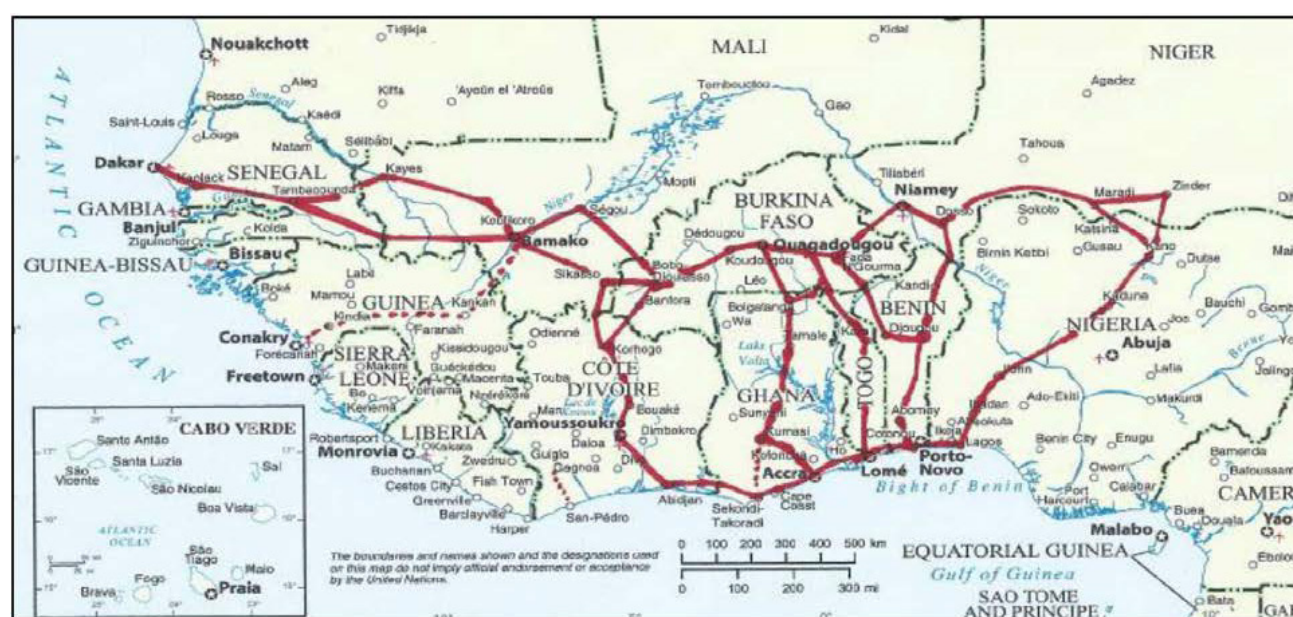 Nouakchott
Tidjikja
MALI
Kidal
NIGER
Agadez
ATLANTIC OCEAN
Aleg
Kiffa
'Ayoûn el 'Atroûs
Tombouctou
Gao
Rosso
Senegal
Saint-Louis
Louga
Kaédi
Matam
Sélibâbi
Tahoua
Dakar
Kaolack
SENEGAL
Tambacounda
Kayes
Mopti
Tillabéri
Niamey
Maradi
Zinder
GAMBIA
Banjul
Ziguinchor
Kolda
Koulikoro
Niger
Ségou
BURKINA
FASO
Dosso
Sokoto
Katsina
GUINEA-BISSAU
Bissau
Bamako
Dédougou
Ouagadougou
Koudougou
Fada
Gourma
Birnin Kebbi
Gusau
Kano
Dutse
Boké
Labé
Mamou
GUINEA
Kindia
Kankan
Sikasso
Bobo
Dioulasso
Banfora
Léo
Bolgatanga
Wa
Kandi
BENIN
Niger
Kaduna
Bauchi
Jos
Conakry
Forécariah
Faranah
Odienné
Korhogo
Tamale
Kara
Djougou
NIGERIA
Abuja
Benue
Freetown
SIERRA
LEONE
Makeni
Bo
Kenema
Kissidougou
Guéckédou
Macenta
Voinjama
Nzérékoré
Touba
CÔTE
D'IVOIRE
Bouaké
Lake
Volta
GHANA
TOGO
Ilorin
Lafia
Jalingo
Makurdi
Ado-Ekiti
Ibadan
Abeokuta
Ikeja
Lagos
Abomey
Cotonou
Porto-
Novo
Robertsport
LIBERIA
Kakata
Monrovia
Man
Yamoussoukro
Daloa
Dimbokro
Guiglo
Gagnoa
Divo
Zwedru
Sunyani
Kumasi
Koforidua
Ho
Accra
Lomé
Benin City
Enugu
Owerri
Bamenda
Bafoussam
Buchanan
Cestos City
Fish Town
Greenville
Barclayville
Harper
San-Pédro
Abidjan
Sekondi-
Takoradi
Cape
Coast
Bight of Benin
Port
Harcourt
Calabar
CAMER
Buea
Douala
Yao
Malabo
EQUATORIAL GUINEA
Gulf of Guinea
SAO TOME
AND PRINCIPE
Bata
CABO VERDE
Santo Antão
São
Vicente
Santa Luzia
São Nicolau
Sal
Boa Vista
ATLANTIC
OCEAN
São
Tiago
Maio
Fogo
Brava
Praia
The boundaries and names shown and the designations used
on this map do not imply official endorsement or acceptance
by the United Nations.
0 100 200 300 400 500 km
0 100 200 300 mi